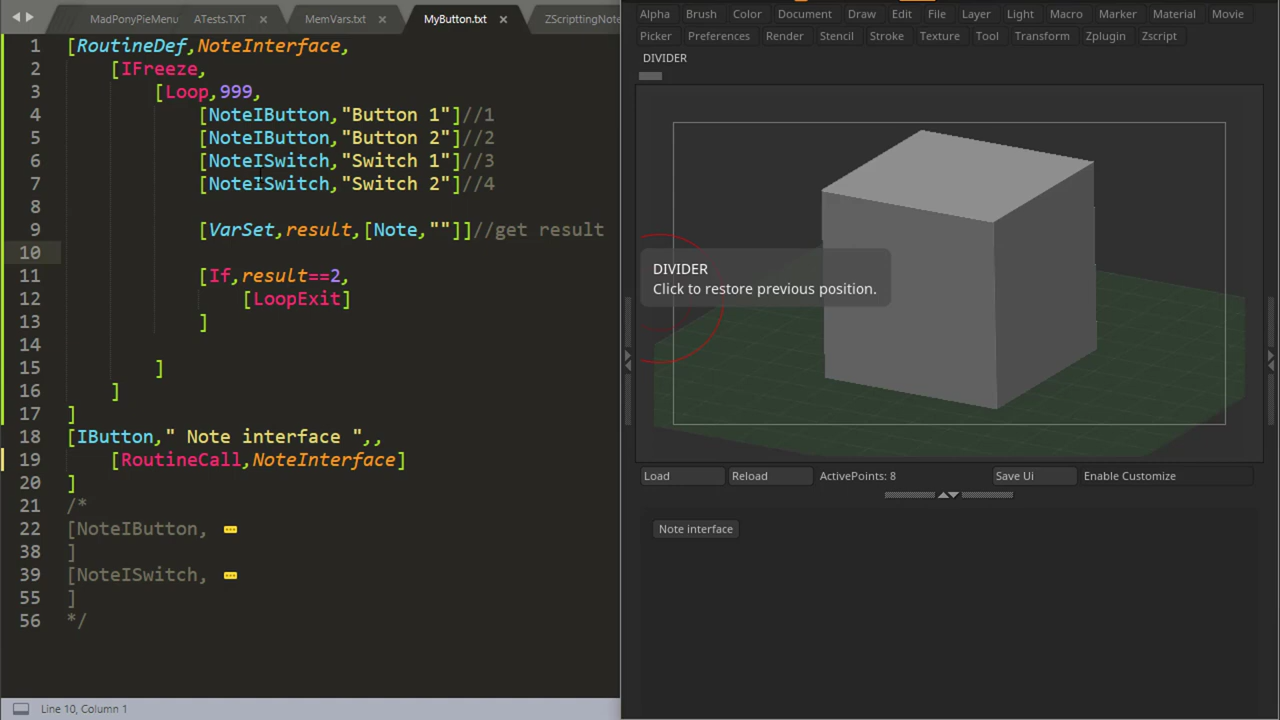 MadPonyPieMenu
ATests.TXT ×
MemVars.txt ×
MyButton.txt ×
ZScripttingNote
1 [RoutineDef,NoteInterface,
2 [IFreeze,
3 [Loop,999,
4 [NoteIButton,"Button 1"]//1
5 [NoteIButton,"Button 2"]//2
6 [NoteISwitch,"Switch 1"]//3
7 [NoteISwitch,"Switch 2"]//4
8
9 [VarSet,result,[Note,""]]//get result
10
11 [If,result==2,
12 [LoopExit]
13 ]
14
15 ]
16 ]
17 ]
18 [IButton," Note interface ",,
19 [RoutineCall,NoteInterface]
20 ]
21 /*
22 [NoteIButton,
38 ]
39 [NoteISwitch,
55 ]
56 */
Line 10, Column 1
Alpha Brush Color Document Draw Edit File Layer Light Macro Marker Material Movie
Picker Preferences Render Stencil Stroke Texture Tool Transform Zplugin Zscript
DIVIDER
DIVIDER
Click to restore previous position.
Load Reload ActivePoints: 8 Save Ui Enable Customize
Note interface